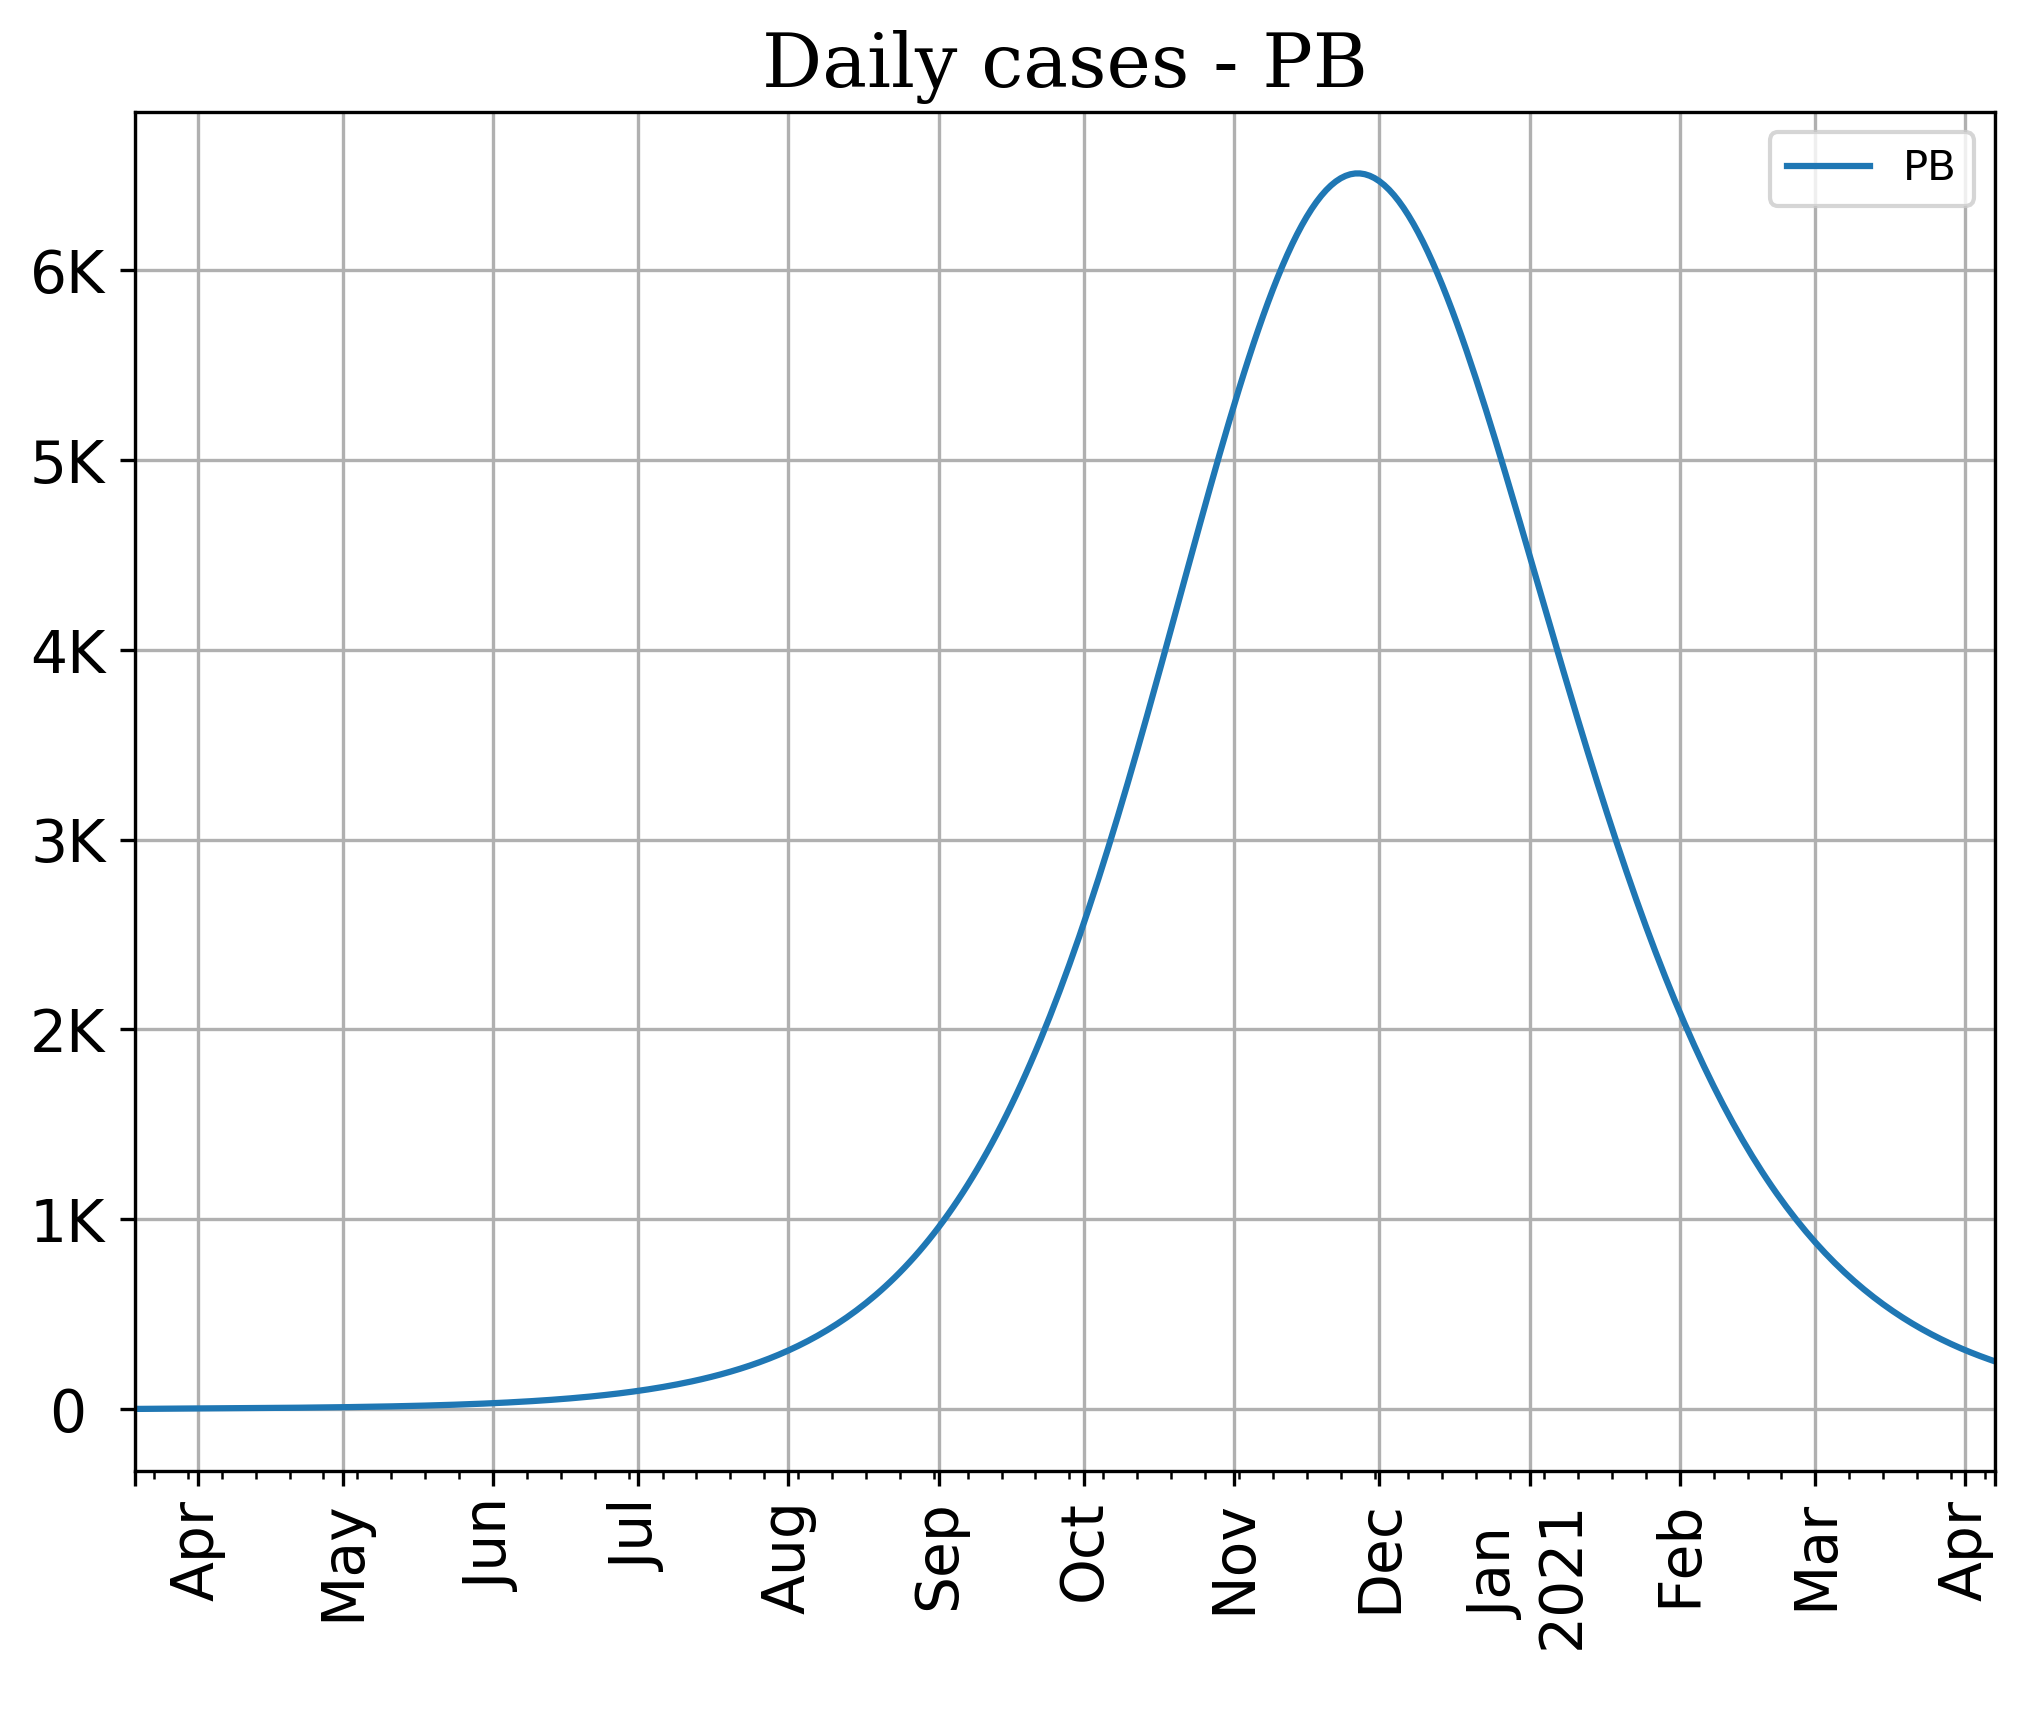 Daily cases - PB
PB
6K
5K
4K
3K
2K
1K
0
Apr
May
Jun
Jul
Aug
Sep
Oct
Nov
Dec
Jan
2021
Feb
Mar
Apr